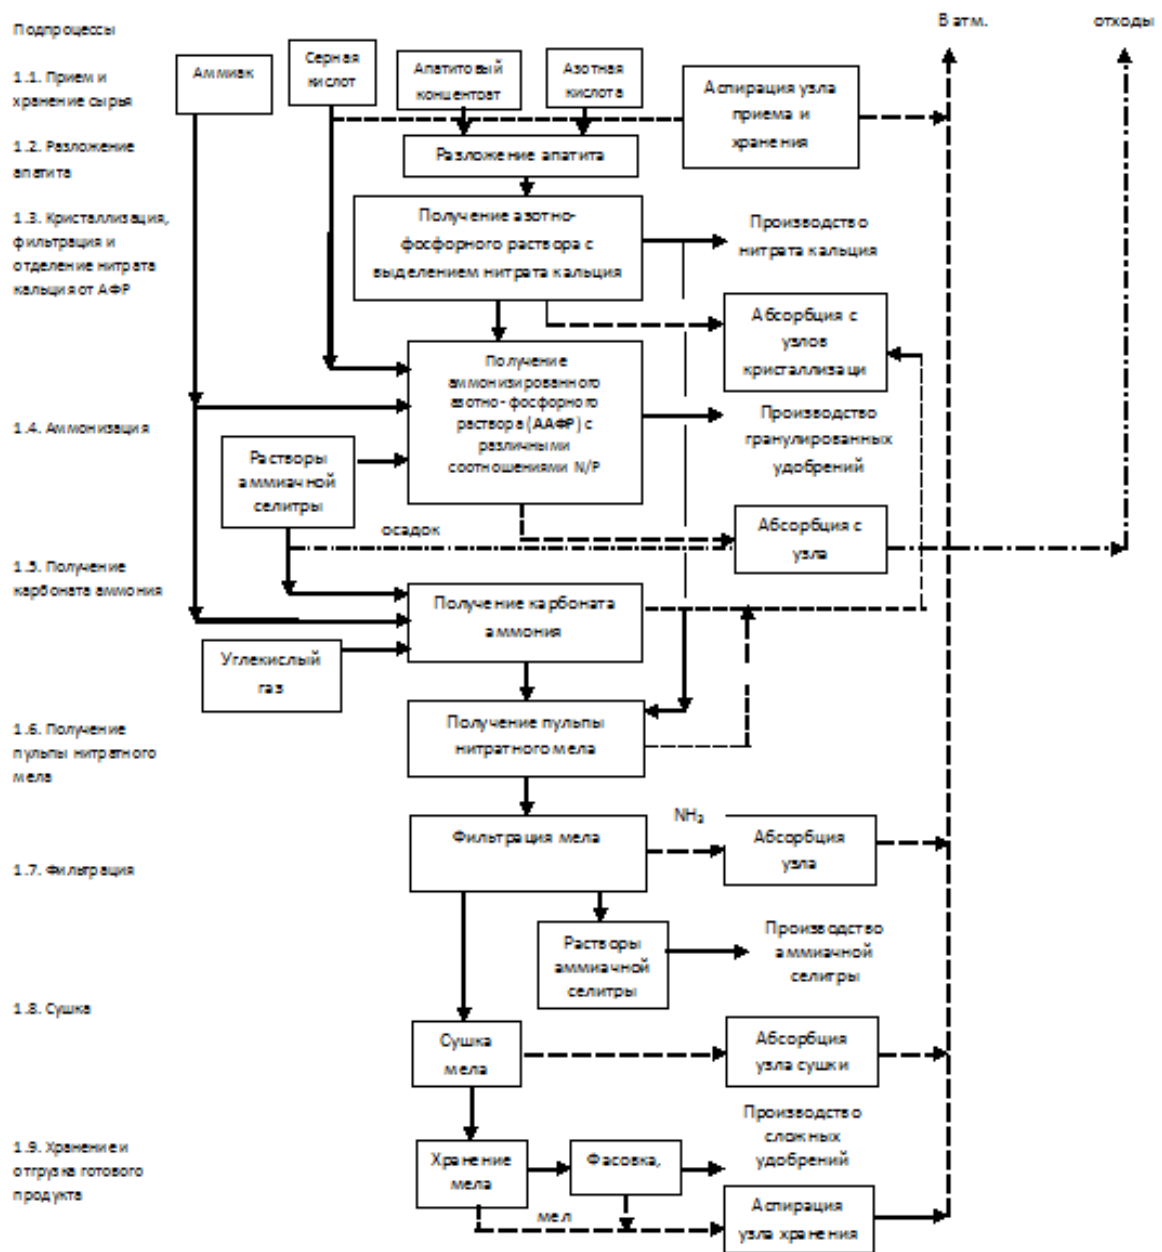 В атм.
отходы
Подпроцессы
1.1. Прием и
хранение сырья
Аммиак
Серная
кислот
Апатитовый
концентрат
Азотная
кислота
Аспирация узла
приема и
хранения
1.2. Разложение
апатита
Разложение апатита
1.3. Кристаллизация,
фильтрация и
отделение нитрата
кальция от АФР
Получение азотно-
фосфорного раствора с
выделением нитрата кальция
Производство
нитрата кальция
Абсорбция с
узлов
кристаллизаци
Получение
аммонизированного
азотно-фосфорного
раствора (ААФР) с
различными
соотношениями N/P
1.4. Аммонизация
Производство
гранулированных
удобрений
Растворы
аммиачной
селитры
осадок
Абсорбция с
узла
1.5. Получение
карбоната аммония
Получение карбоната
аммония
Углекислый
газ
1.6. Получение
пульпы нитратного
мела
Получение пульпы
нитратного мела
1.7. Фильтрация
Фильтрация мела
NH₃
Абсорбция
узла
Растворы
аммиачной
селитры
Производство
аммиачной
селитры
1.8. Сушка
Сушка
мела
Абсорбция
узла сушки
1.9. Хранение и
отгрузка готового
продукта
Хранение
мела
Фасовка,
Производство
сложных
удобрений
мел
Аспирация
узла хранения